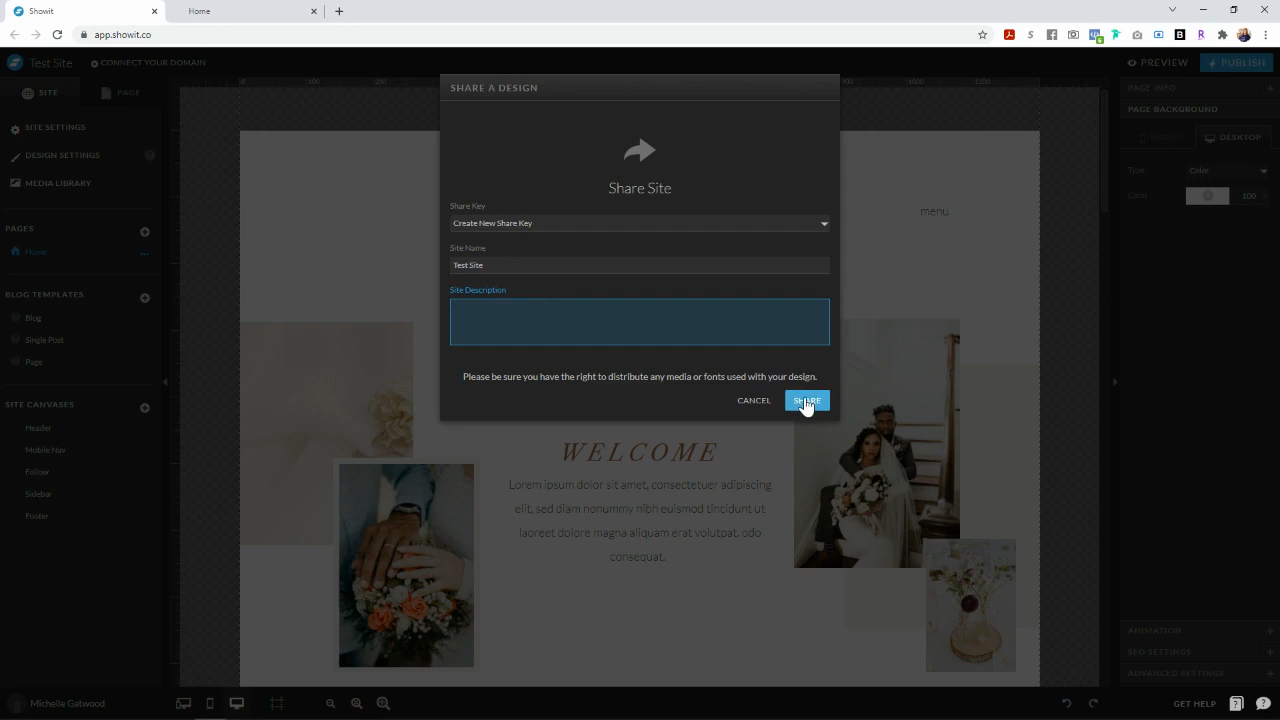 Showit
Home
app.showit.co
Test Site
CONNECT YOUR DOMAIN
PREVIEW
PUBLISH
SITE
PAGE
SITE SETTINGS
DESIGN SETTINGS
MEDIA LIBRARY
PAGES
Home
BLOG TEMPLATES
Blog
Single Post
Page
SITE CANVASES
Header
Mobile Nav
Follow
Sidebar
Footer
Michelle Gatwood
100
200
900
1000
1100
SHARE A DESIGN
Share Site
Share Key
Create New Share Key
Site Name
Test Site
Site Description
Please be sure you have the right to distribute any media or fonts used with your design.
CANCEL
SHARE
menu
WELCOME
Lorem ipsum dolor sit amet, consectetuer adipiscing
elit, sed diam nonummy nibh euismod tincidunt ut
laoreet dolore magna aliquam erat volutpat, odo
consequat.
PAGE INFO
PAGE BACKGROUND
DESKTOP
Type
Color
Color
100
ANIMATION
SEO SETTINGS
ADVANCED SETTINGS
GET HELP